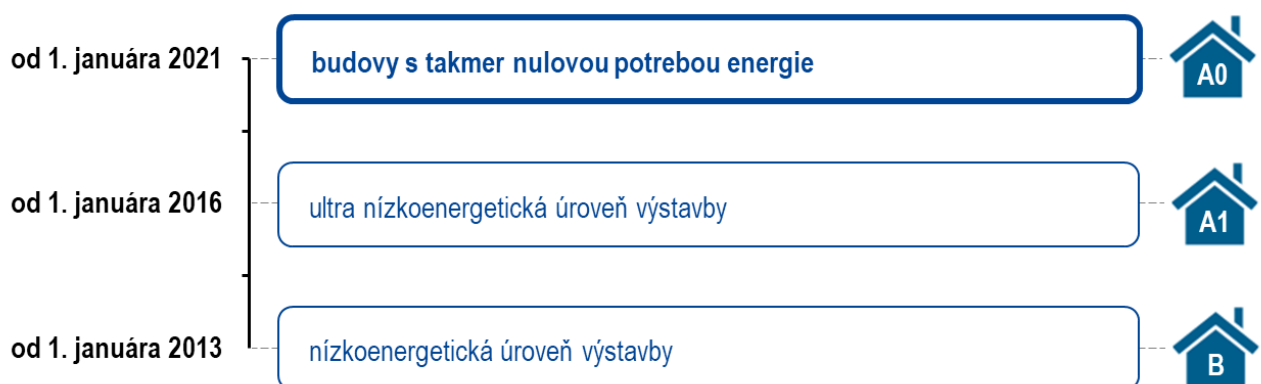 od 1. januára 2021 budovy s takmer nulovou potrebou energie A0
od 1. januára 2016 ultra nízkoenergetická úroveň výstavby A1
od 1. januára 2013 nízkoenergetická úroveň výstavby B